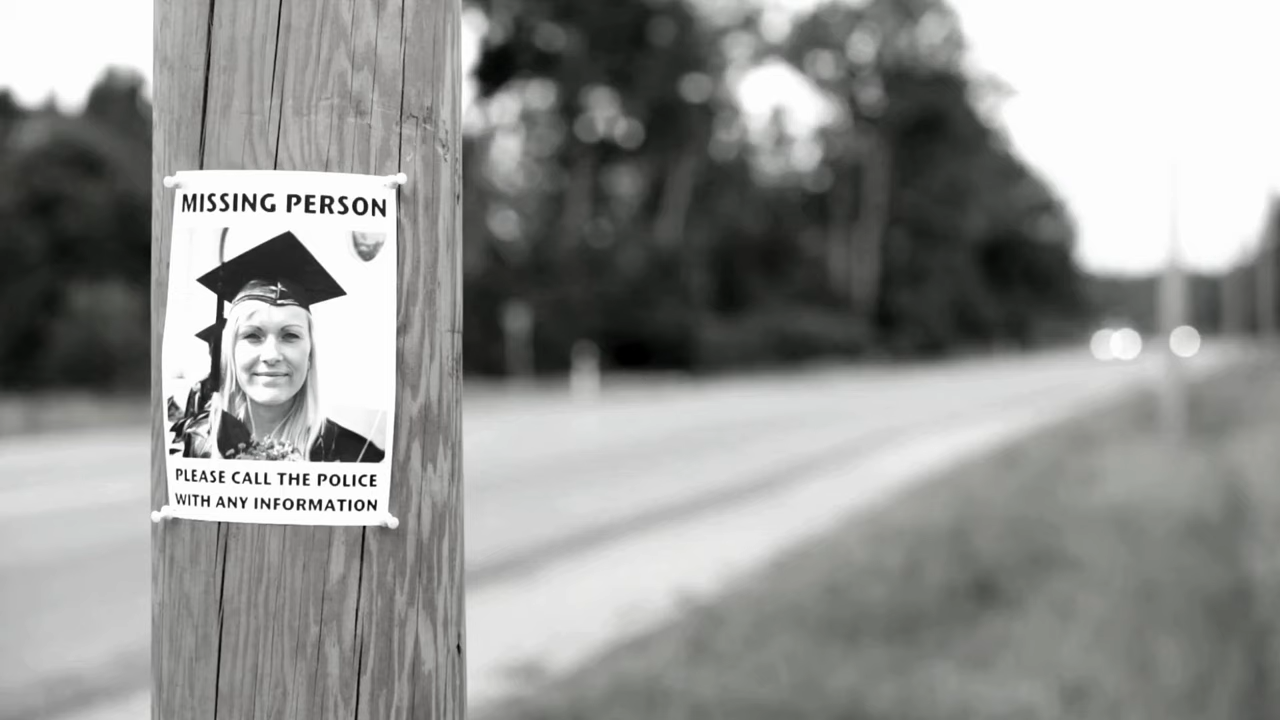 MISSING PERSON
PLEASE CALL THE POLICE
WITH ANY INFORMATION